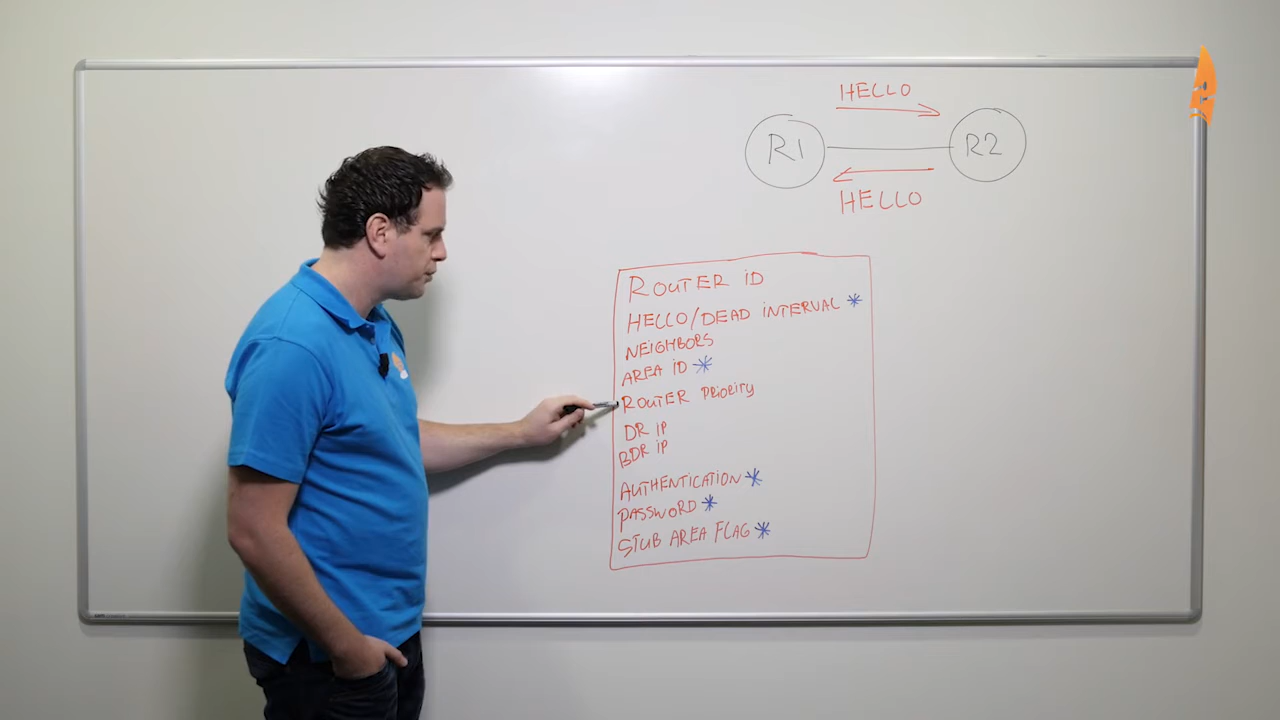 HELLO
R1
R2
HELLO
ROUTER iD
HELLO/DEAD iNTERVAL *
NEIGHBORS
AREA iD *
ROUTER PRiORiTY
DR iP
BDR iP
AUTHENTiCATiON *
PASSWORD *
STUB AREA FLAG *